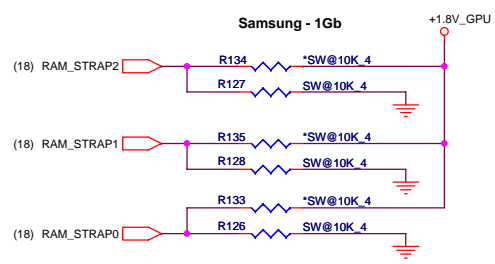 Samsung - 1Gb
+1.8V_GPU
(18) RAM_STRAP2
R134 *SW@10K_4
R127 SW@10K_4
(18) RAM_STRAP1
R135 *SW@10K_4
R128 SW@10K_4
R133 *SW@10K_4
(18) RAM_STRAP0
R126 SW@10K_4